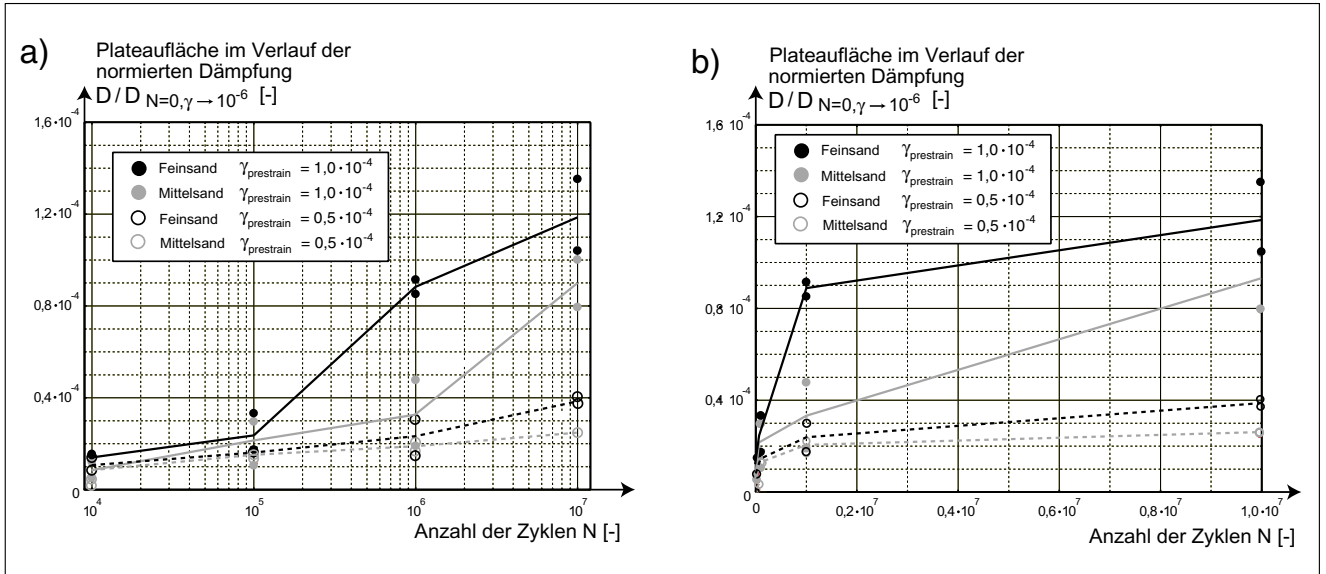 a)
Plateaufläche im Verlauf der
normierten Dämpfung
D / D N=0,γ → 10⁻⁶ [-]
1,6·10⁻⁴
1,2·10⁻⁴
0,8·10⁻⁴
0,4·10⁻⁴
0
Feinsand γprestrain = 1,0·10⁻⁴
Mittelsand γprestrain = 1,0·10⁻⁴
Feinsand γprestrain = 0,5·10⁻⁴
Mittelsand γprestrain = 0,5·10⁻⁴
10⁴ 10⁵ 10⁶ 10⁷
Anzahl der Zyklen N [-]
b)
Plateaufläche im Verlauf der
normierten Dämpfung
D / D N=0,γ → 10⁻⁶ [-]
1,6·10⁻⁴
1,2·10⁻⁴
0,8·10⁻⁴
0,4·10⁻⁴
0
Feinsand γprestrain = 1,0·10⁻⁴
Mittelsand γprestrain = 1,0·10⁻⁴
Feinsand γprestrain = 0,5·10⁻⁴
Mittelsand γprestrain = 0,5·10⁻⁴
0 0,2·10⁷ 0,4·10⁷ 0,6·10⁷ 0,8·10⁷ 1,0·10⁷
Anzahl der Zyklen N [-]